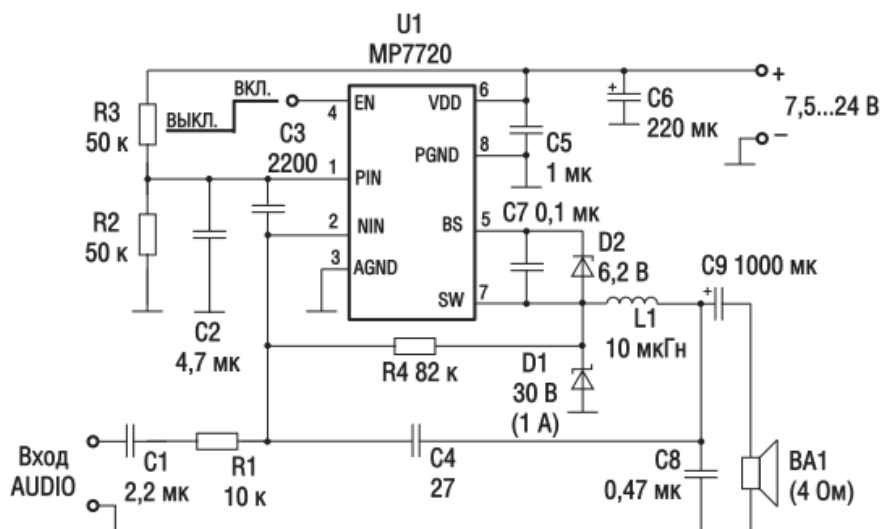 U1
MP7720
R3
50 к
ВЫКЛ.
ВКЛ.
C3
2200
4
EN
VDD
6
C6
220 мк
+
7,5...24 В
−
1
PIN
PGND
8
C5
1 мк
R2
50 к
2
NIN
BS
5
C7 0,1 мк
D2
6,2 В
C9 1000 мк
+
3
AGND
SW
7
L1
10 мкГн
C2
4,7 мк
R4 82 к
D1
30 В
(1 А)
Вход
AUDIO
C1
2,2 мк
R1
10 к
C4
27
C8
0,47 мк
BA1
(4 Ом)
+